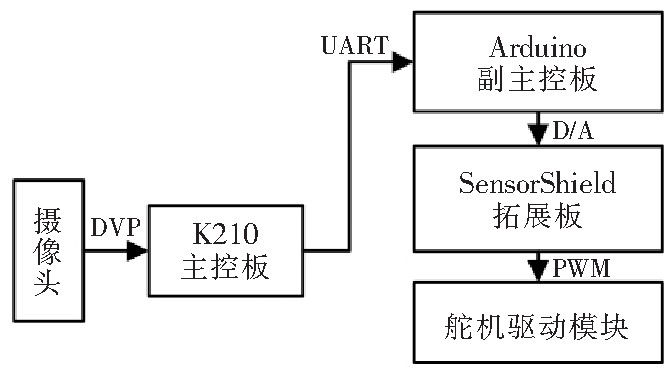 摄像头
DVP
K210
主控板
UART
Arduino
副主控板
D/A
SensorShield
拓展板
PWM
舵机驱动模块